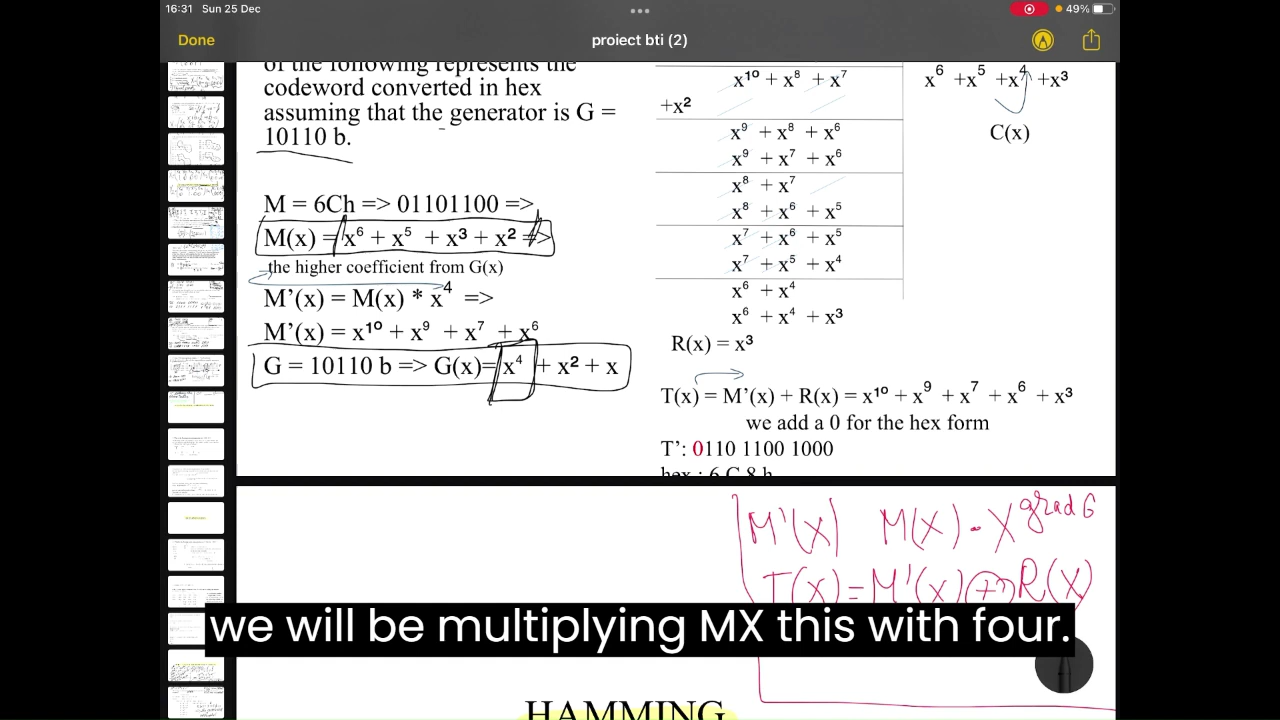 16:31 Sun 25 Dec
49%
Done
proiect bti (2)
of the following represents the
codeword converted in hex
assuming that the generator is G =
10110 b.
M = 6Ch => 01101100 =>
M(x) = x⁶ + x⁵ + x³ + x² =>
the higher coefficient from G(x)
M'(x) = M(x) * x⁴ =>
M'(x) = x¹⁰ + x⁹ x⁷ + x⁶
G = 10110 b => G(x)= x⁴ + x² + x
x¹⁰ + x⁸ + x⁷
+x²
x⁹ + x⁸ + x⁶
x⁹ + x⁷ + x⁶
x⁸ + x⁷
x⁸ + x⁶ + x⁵
x⁷ + x⁶ + x⁵
x⁷ + x⁵ + x⁴
x⁶ + x⁴
x⁶ + x⁴ + x³
R(x) = x³
x⁶ +x⁵ +x⁴ +x³
C(x)
T(x) = M'(x) + R(x) = x¹⁰ + x⁹ + x⁷ + x⁶ + x³
we add a 0 for the hex form
T': 0110 1100 1000
hex : 6 C 8 h
M'(X) M(X) · X grad G
T(X) = M'(X) + R(X)
we will be multiplying MX this with four.
HAMMING